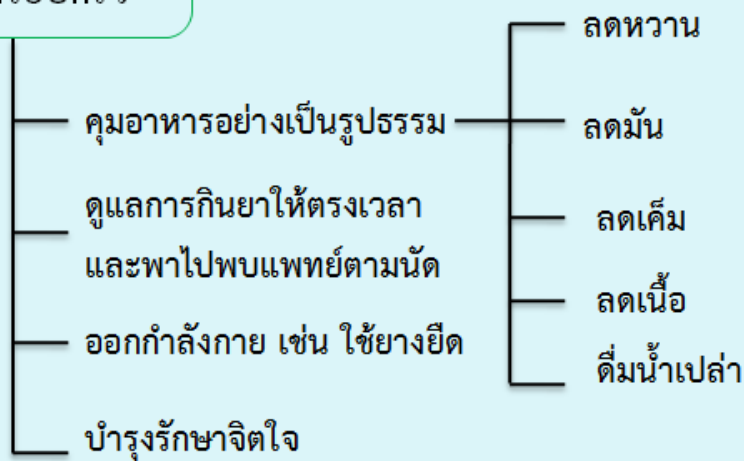 คุมอาหารอย่างเป็นรูปธรรม
ดูแลการกินยาให้ตรงเวลา
และพาไปพบแพทย์ตามนัด
ออกกำลังกาย เช่น ใช้ยางยืด
บำรุงรักษาจิตใจ
ลดหวาน
ลดมัน
ลดเค็ม
ลดเนื้อ
ดื่มน้ำเปล่า